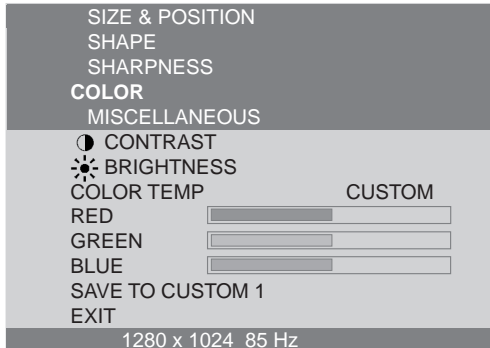 SIZE & POSITION
SHAPE
SHARPNESS
COLOR
MISCELLANEOUS
CONTRAST
BRIGHTNESS
COLOR TEMP CUSTOM
RED
GREEN
BLUE
SAVE TO CUSTOM 1
EXIT
1280 x 1024 85 Hz